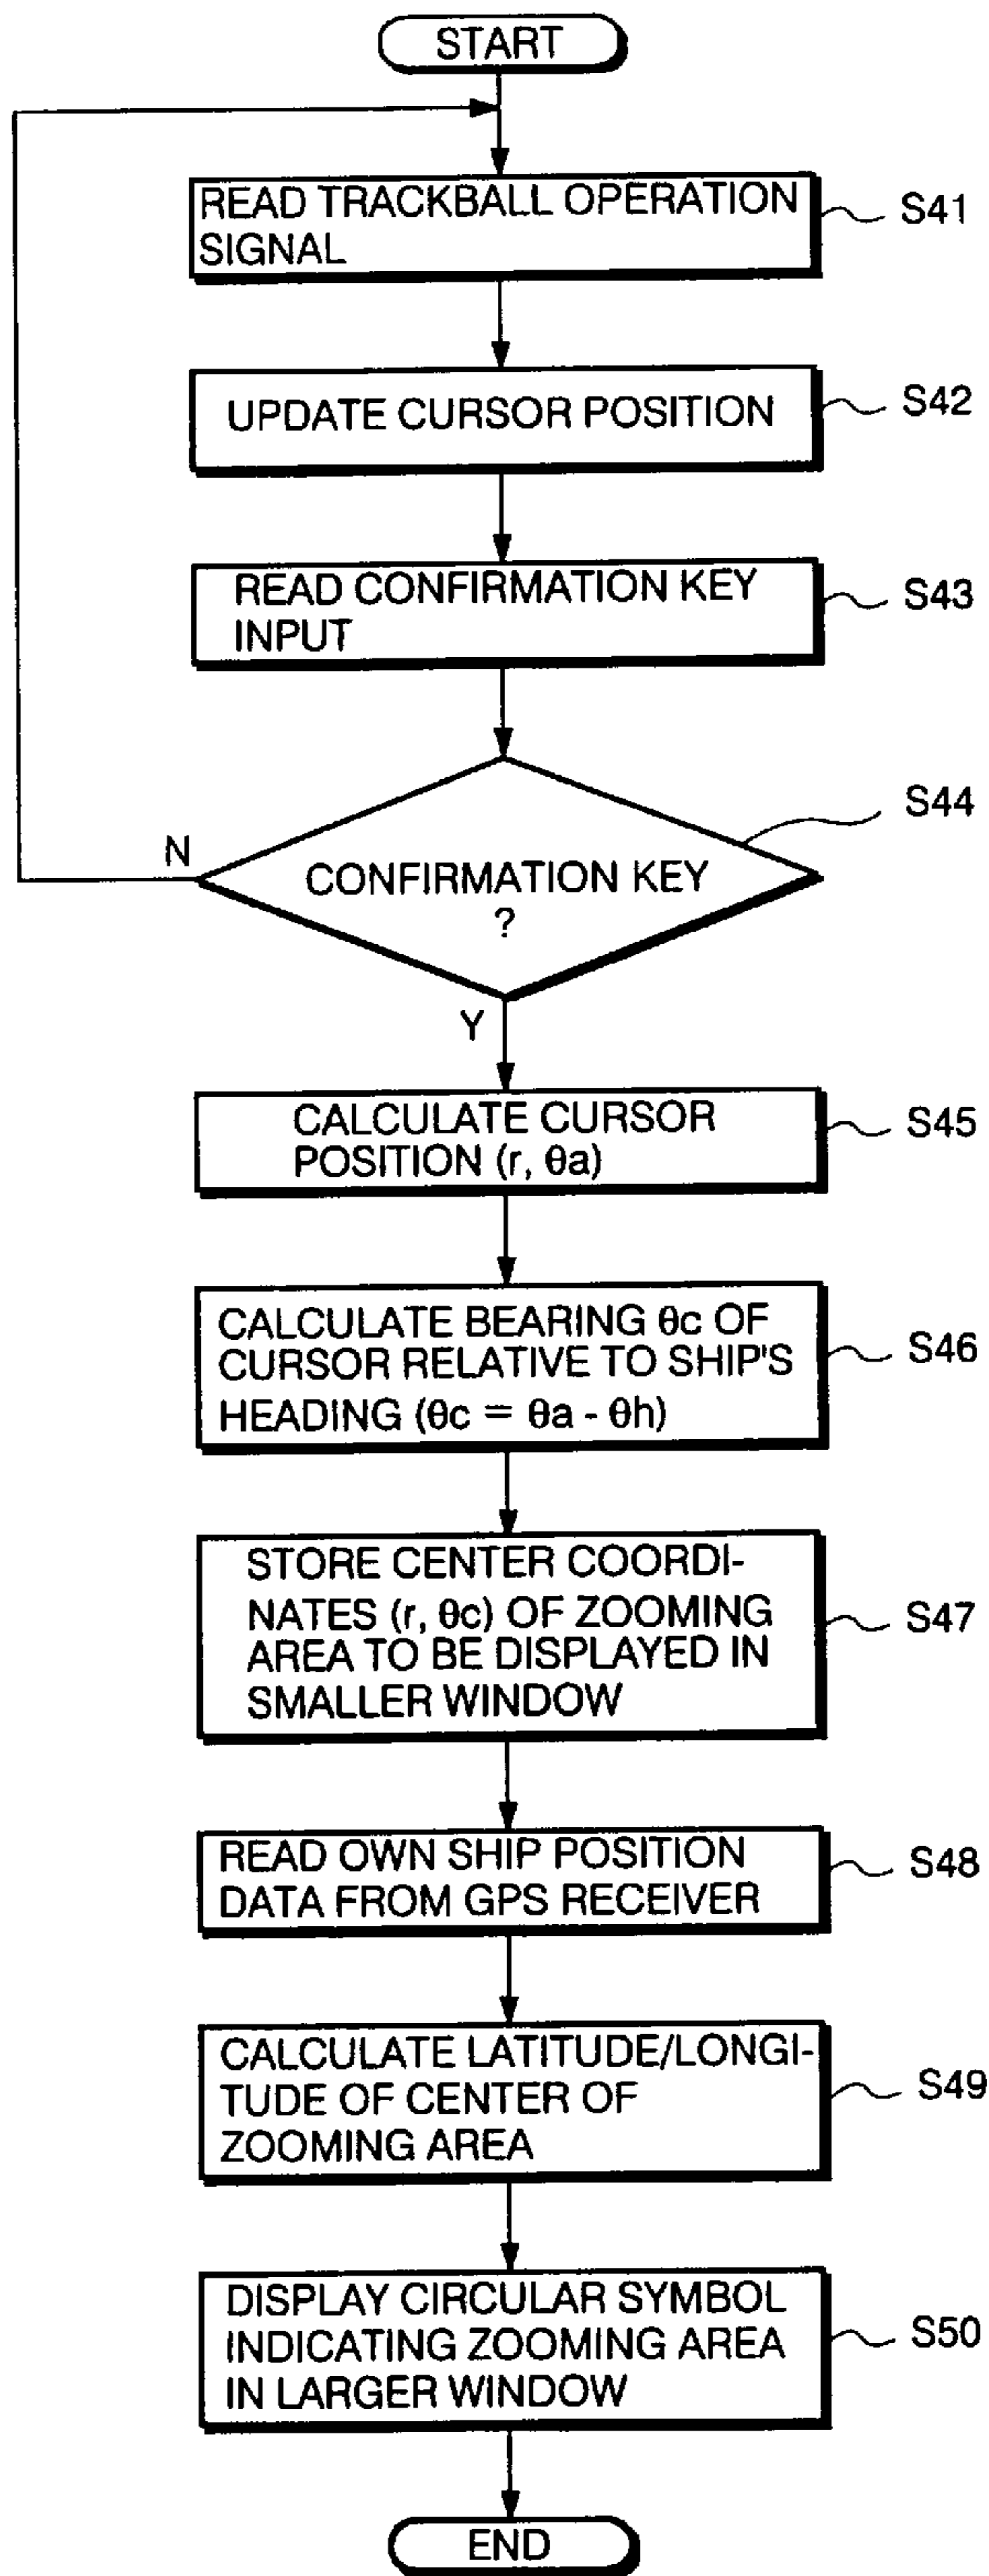 START
READ TRACKBALL OPERATION
SIGNAL
S41
UPDATE CURSOR POSITION
S42
READ CONFIRMATION KEY
INPUT
S43
S44
N
CONFIRMATION KEY
?
Y
CALCULATE CURSOR
POSITION (r, θa)
S45
CALCULATE BEARING θc OF
CURSOR RELATIVE TO SHIP'S
HEADING (θc = θa - θh)
S46
STORE CENTER COORDI-
NATES (r, θc) OF ZOOMING
AREA TO BE DISPLAYED IN
SMALLER WINDOW
S47
READ OWN SHIP POSITION
DATA FROM GPS RECEIVER
S48
CALCULATE LATITUDE/LONGI-
TUDE OF CENTER OF
ZOOMING AREA
S49
DISPLAY CIRCULAR SYMBOL
INDICATING ZOOMING AREA
IN LARGER WINDOW
S50
END